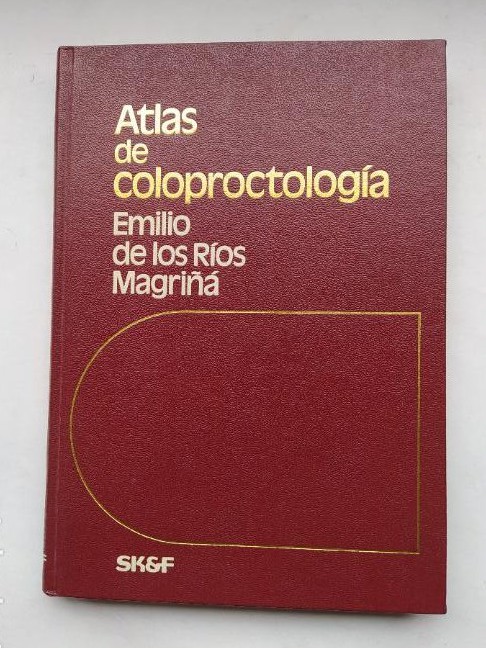 Atlas
de
coloproctología
Emilio
de los Ríos
Magriñá
SK&F